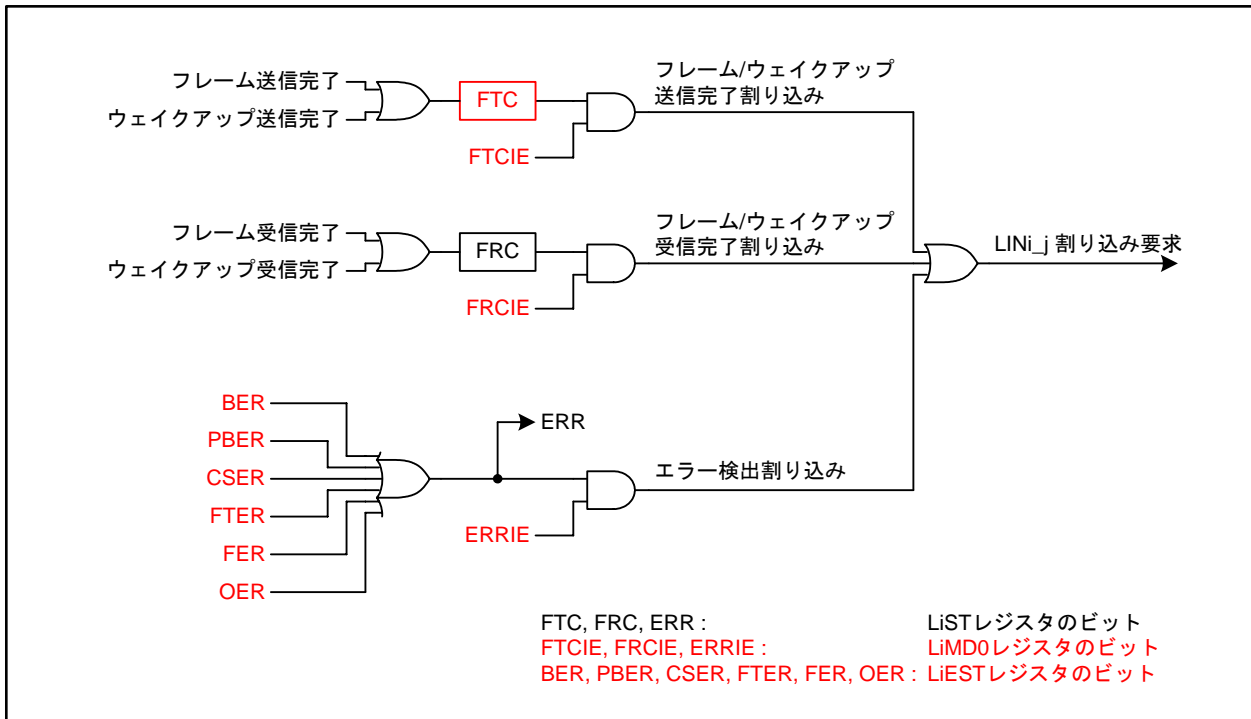 フレーム送信完了
ウェイクアップ送信完了
FTC
FTCIE
フレーム/ウェイクアップ
送信完了割り込み
フレーム受信完了
ウェイクアップ受信完了
FRC
FRCIE
フレーム/ウェイクアップ
受信完了割り込み
LINi_j 割り込み要求
BER
PBER
CSER
FTER
FER
OER
ERR
ERRIE
エラー検出割り込み
FTC, FRC, ERR : LiSTレジスタのビット
FTCIE, FRCIE, ERRIE : LiMD0レジスタのビット
BER, PBER, CSER, FTER, FER, OER : LiESTレジスタのビット